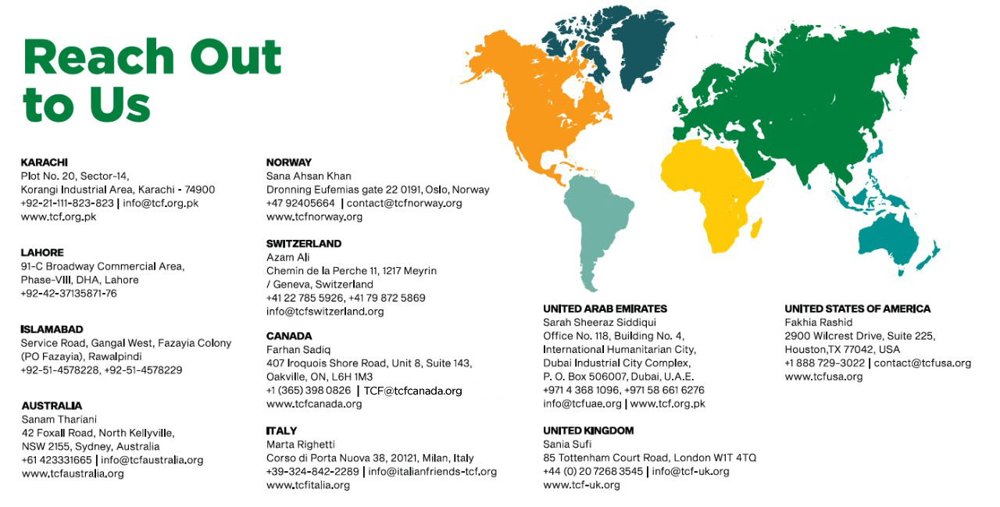 Reach Out
to Us
KARACHI
Plot No. 20, Sector-14,
Korangi Industrial Area, Karachi - 74900
+92-21-111-823-823 | info@tcf.org.pk
www.tcf.org.pk
LAHORE
91-C Broadway Commercial Area,
Phase-VIII, DHA, Lahore
+92-42-37135871-76
ISLAMABAD
Service Road, Gangal West, Fazayia Colony
(PO Fazayia), Rawalpindi
+92-51-4578228, +92-51-4578229
AUSTRALIA
Sanam Thariani
42 Foxall Road, North Kellyville,
NSW 2155, Sydney, Australia
+61 423331665 | info@tcfaustralia.org
www.tcfaustralia.org
NORWAY
Sana Ahsan Khan
Dronning Eufemias gate 22 0191, Oslo, Norway
+47 92405664 | contact@tcfnorway.org
www.tcfnorway.org
SWITZERLAND
Azam Ali
Chemin de la Perche 11, 1217 Meyrin
/ Geneva, Switzerland
+41 22 785 5926, +41 79 872 5869
info@tcfswitzerland.org
CANADA
Farhan Sadiq
407 Iroquois Shore Road, Unit 8, Suite 143,
Oakville, ON, L6H 1M3
+1 (365) 398 0826 | TCF@tcfcanada.org
www.tcfcanada.org
ITALY
Marta Righetti
Corso di Porta Nuova 38, 20121, Milan, Italy
+39-324-842-2289 | info@italianfriends-tcf.org
www.tcfitalia.org
UNITED ARAB EMIRATES
Sarah Sheeraz Siddiqui
Office No. 118, Building No. 4,
International Humanitarian City,
Dubai Industrial City Complex,
P. O. Box 506007, Dubai, U.A.E.
+971 4 368 1096, +971 58 661 6276
info@tcfuae.org | www.tcf.org.pk
UNITED KINGDOM
Sania Sufi
85 Tottenham Court Road, London W1T 4TQ
+44 (0) 20 7268 3545 | info@tcf-uk.org
www.tcf-uk.org
UNITED STATES OF AMERICA
Fakhia Rashid
2900 Wilcrest Drive, Suite 225,
Houston,TX 77042, USA
+1 888 729-3022 | contact@tcfusa.org
www.tcfusa.org